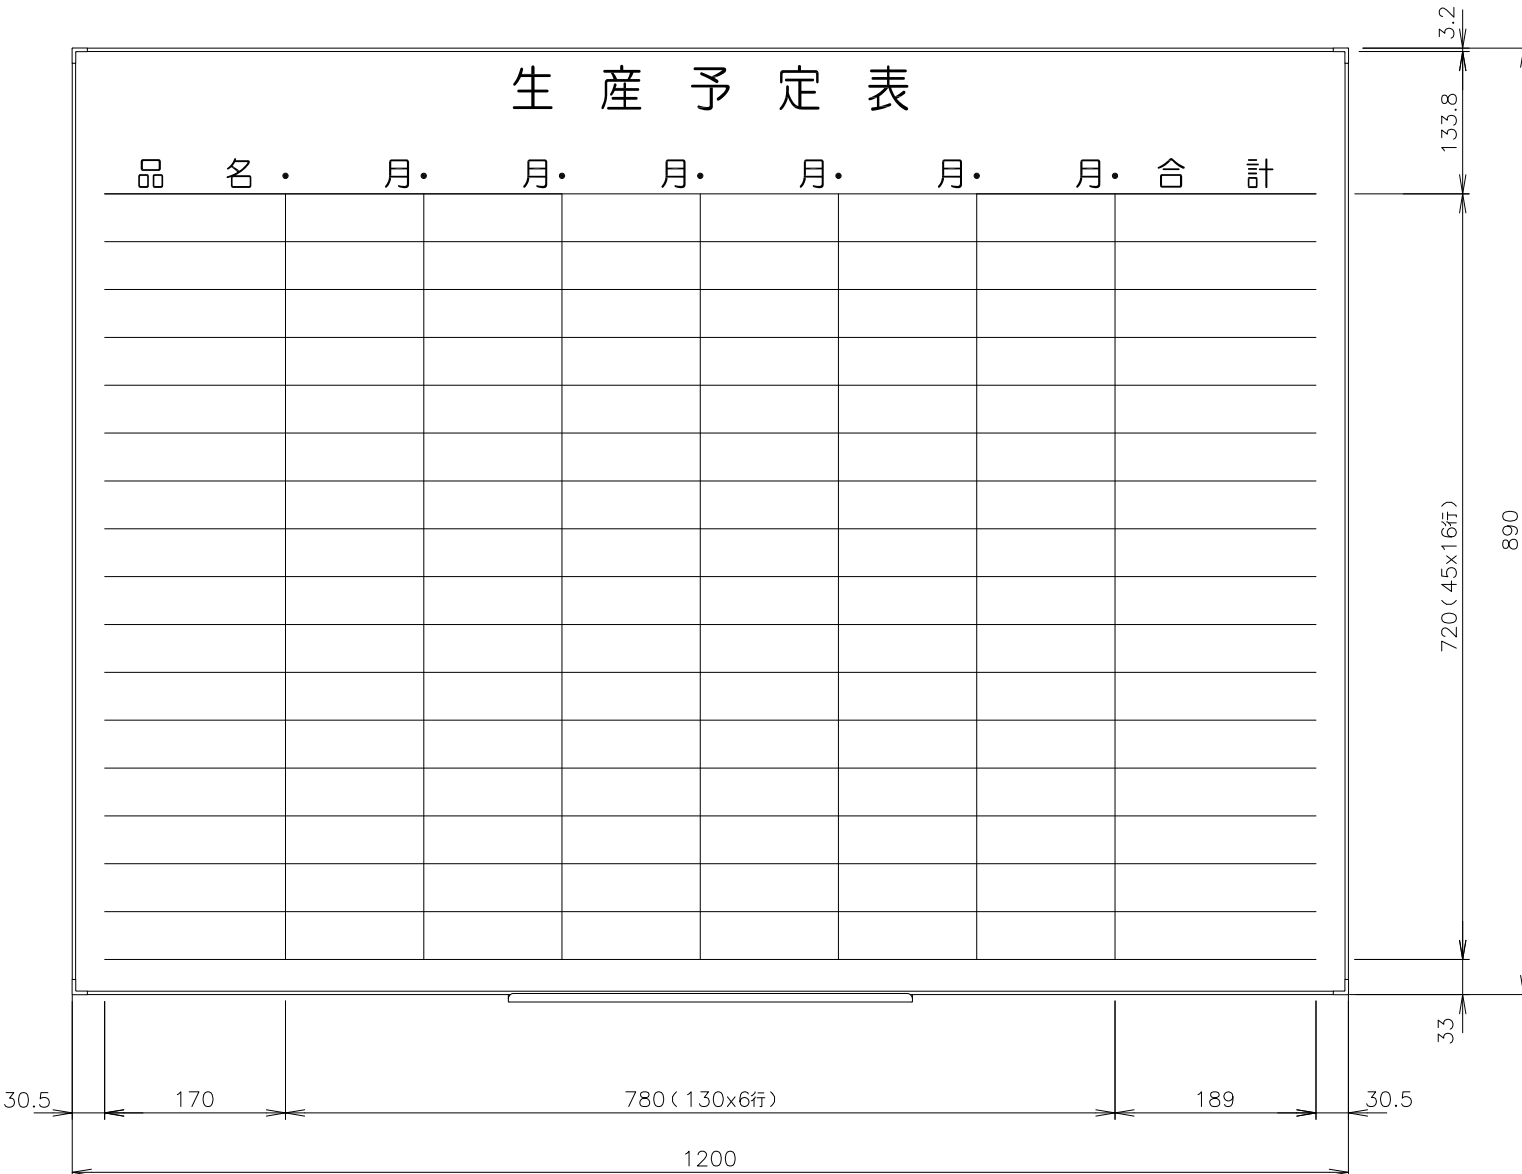 3.2
生産予定表
133.8
品名・ 月・ 月・ 月・ 月・ 月・ 月・ 合計
720(45x16行)
890
33
30.5 170 780(130x6行) 189 30.5
1200